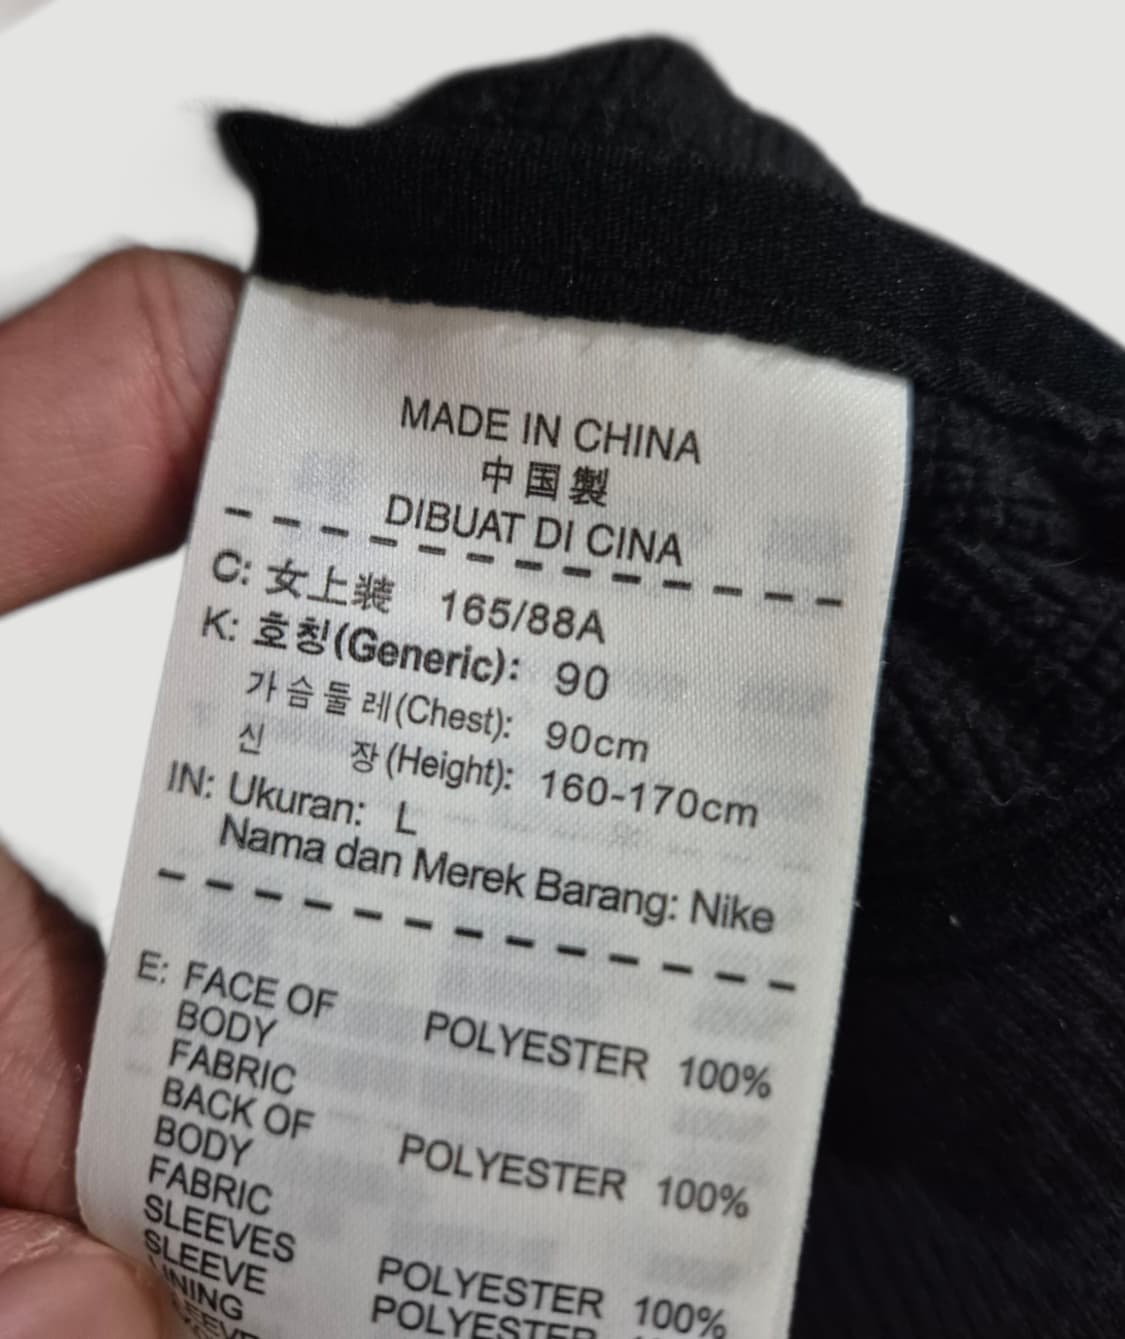 MADE IN CHINA
中国製
DIBUAT DI CINA
C: 女上装 165/88A
K: 호칭(Generic): 90
가슴둘레(Chest): 90cm
신 장(Height): 160-170cm
IN: Ukuran: L
Nama dan Merek Barang: Nike
E: FACE OF
BODY POLYESTER 100%
FABRIC
BACK OF
BODY POLYESTER 100%
FABRIC
SLEEVES POLYESTER 100%
SLEEVE POLYESTER